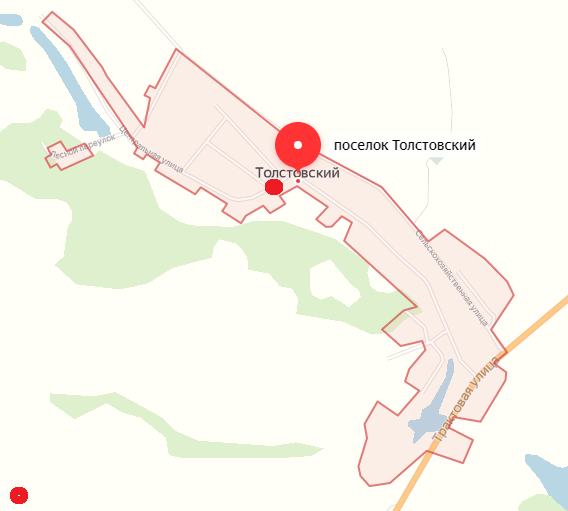 поселок Толстовский
Лесной переулок
Центральная улица
Толстовский
Сельскохозяйственная улица
Трактовая улица